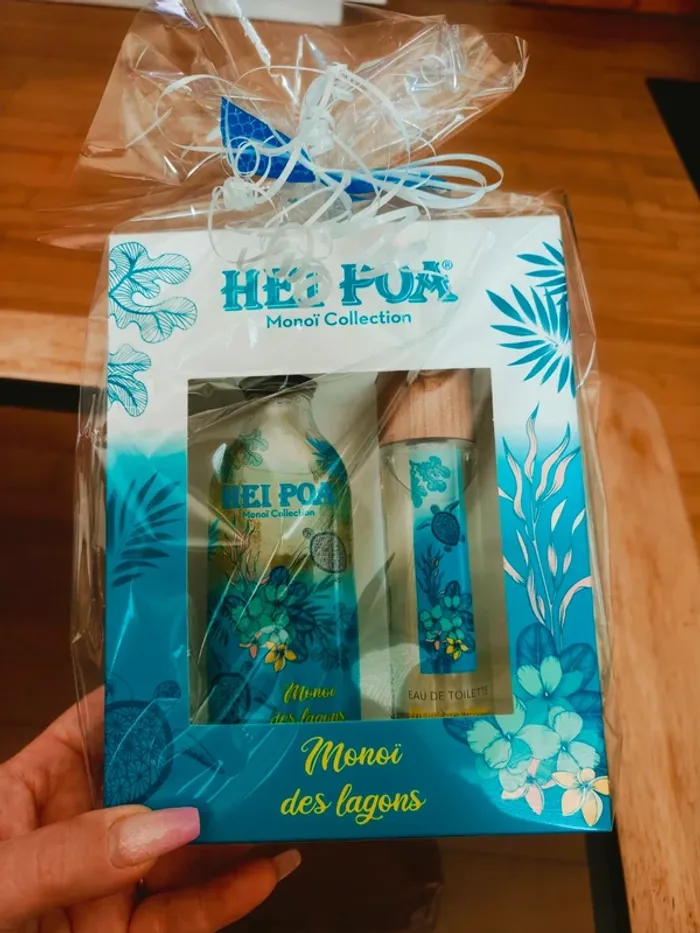 HEI POA®
Monoï Collection
HEI POA
Monoï Collection
Monoï
des lagons
EAU DE TOILETTE
Monoï
des lagons